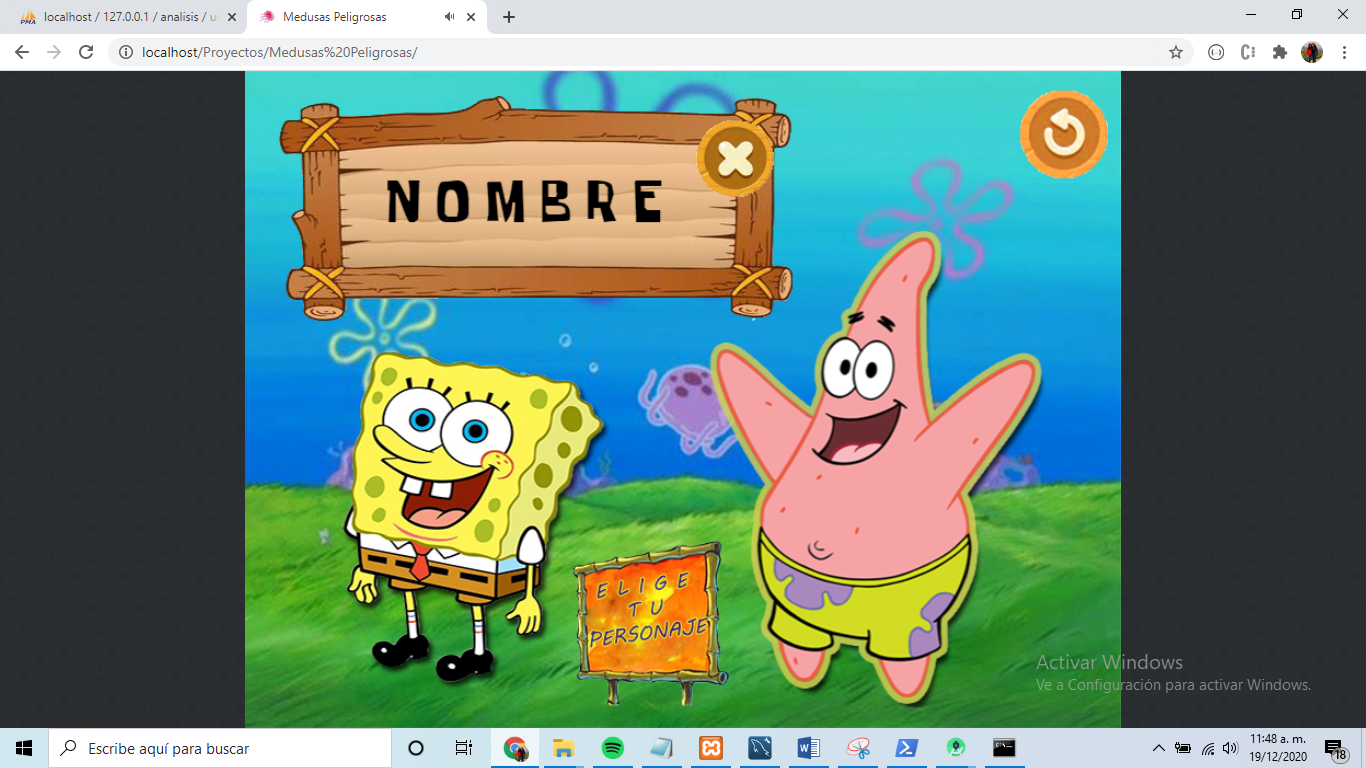 localhost / 127.0.0.1 / analisis / u
Medusas Peligrosas
localhost/Proyectos/Medusas%20Peligrosas/
NOMBRE
ELIGE
TU
PERSONAJE
Activar Windows
Ve a Configuración para activar Windows.
Escribe aquí para buscar
11:48 a. m.
19/12/2020
18